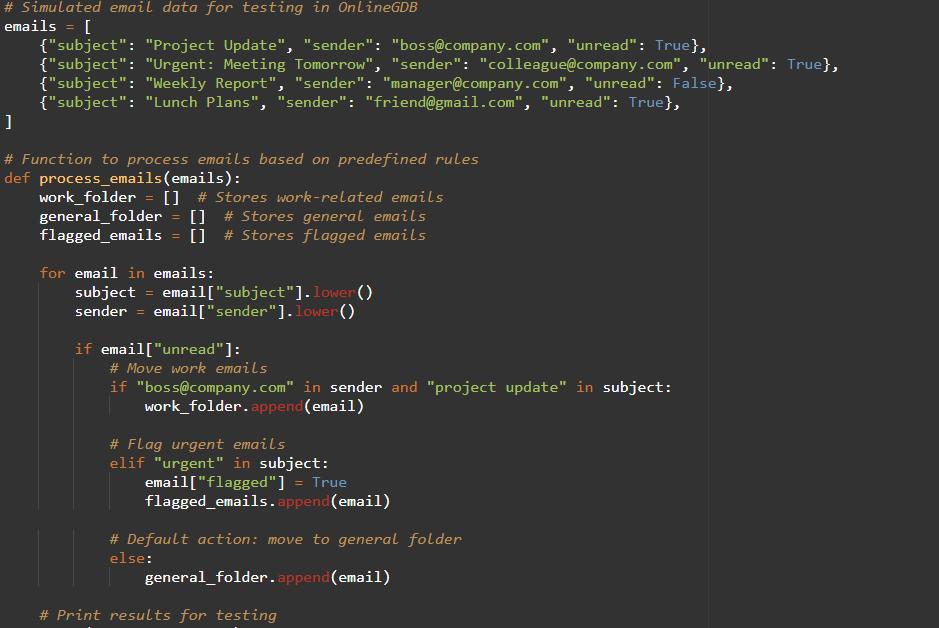 # Simulated email data for testing in OnlineGDB
emails = [
    {"subject": "Project Update", "sender": "boss@company.com", "unread": True},
    {"subject": "Urgent: Meeting Tomorrow", "sender": "colleague@company.com", "unread": True},
    {"subject": "Weekly Report", "sender": "manager@company.com", "unread": False},
    {"subject": "Lunch Plans", "sender": "friend@gmail.com", "unread": True},
]
# Function to process emails based on predefined rules
def process_emails(emails):
    work_folder = []  # Stores work-related emails
    general_folder = []  # Stores general emails
    flagged_emails = []  # Stores flagged emails
    for email in emails:
        subject = email["subject"].lower()
        sender = email["sender"].lower()
        if email["unread"]:
            # Move work emails
            if "boss@company.com" in sender and "project update" in subject:
                work_folder.append(email)
            # Flag urgent emails
            elif "urgent" in subject:
                email["flagged"] = True
                flagged_emails.append(email)
            # Default action: move to general folder
            else:
                general_folder.append(email)
    # Print results for testing